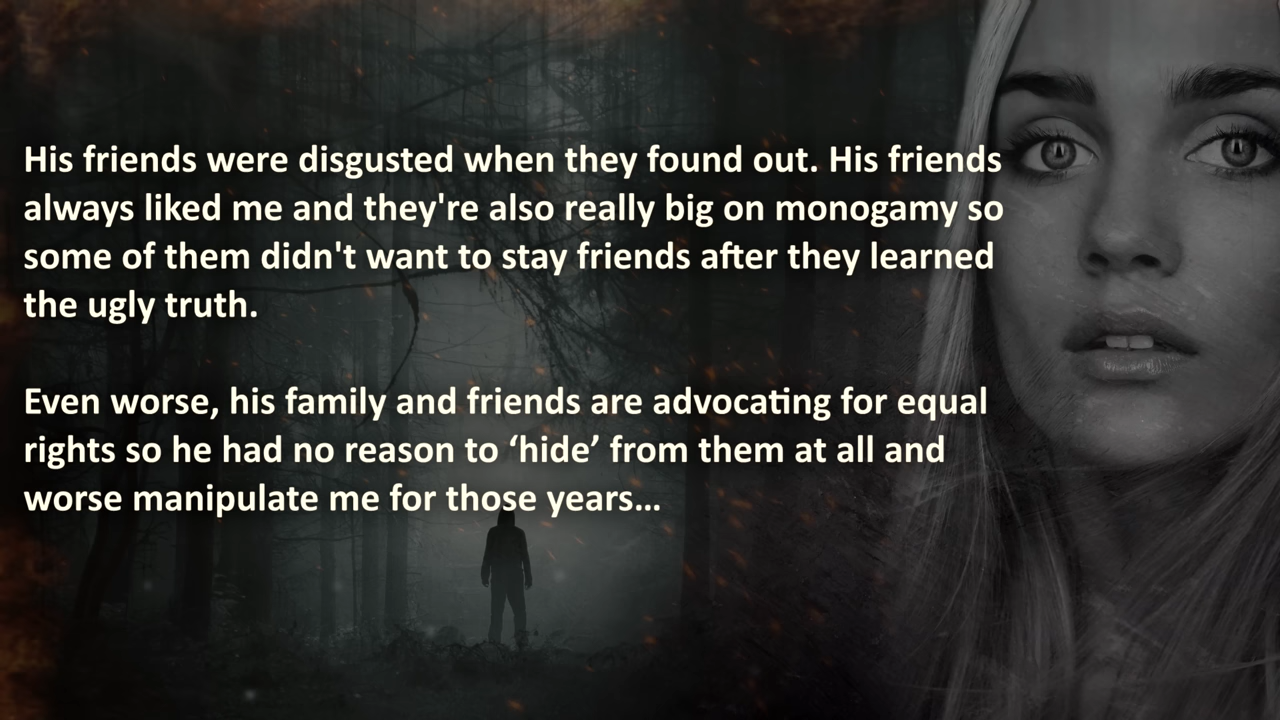 His friends were disgusted when they found out. His friends
always liked me and they're also really big on monogamy so
some of them didn't want to stay friends after they learned
the ugly truth.
Even worse, his family and friends are advocating for equal
rights so he had no reason to ‘hide’ from them at all and
worse manipulate me for those years…